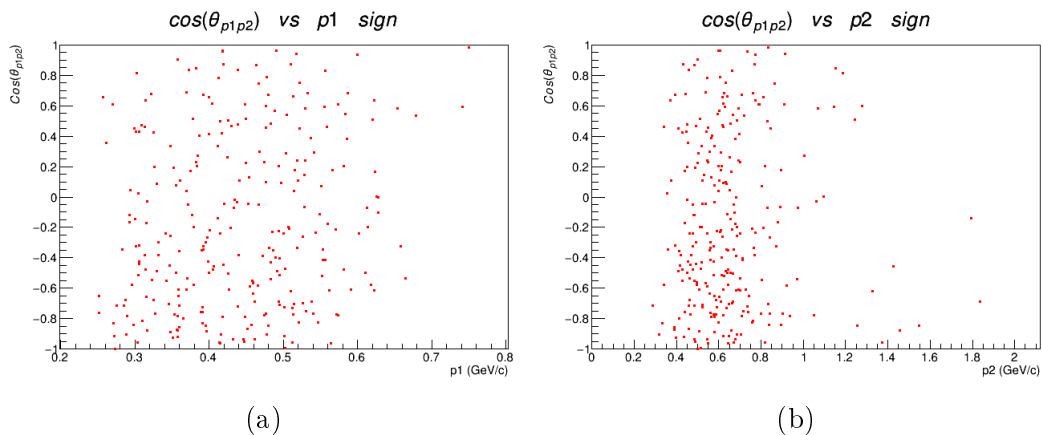 cos(θp1p2) vs p1 sign
Cos(θp1p2)
1
0.8
0.6
0.4
0.2
0
−0.2
−0.4
−0.6
−0.8
−1
0.2 0.3 0.4 0.5 0.6 0.7 0.8
p1 (GeV/c)
(a)
cos(θp1p2) vs p2 sign
Cos(θp1p2)
1
0.8
0.6
0.4
0.2
0
−0.2
−0.4
−0.6
−0.8
−1
0 0.2 0.4 0.6 0.8 1 1.2 1.4 1.6 1.8 2
p2 (GeV/c)
(b)